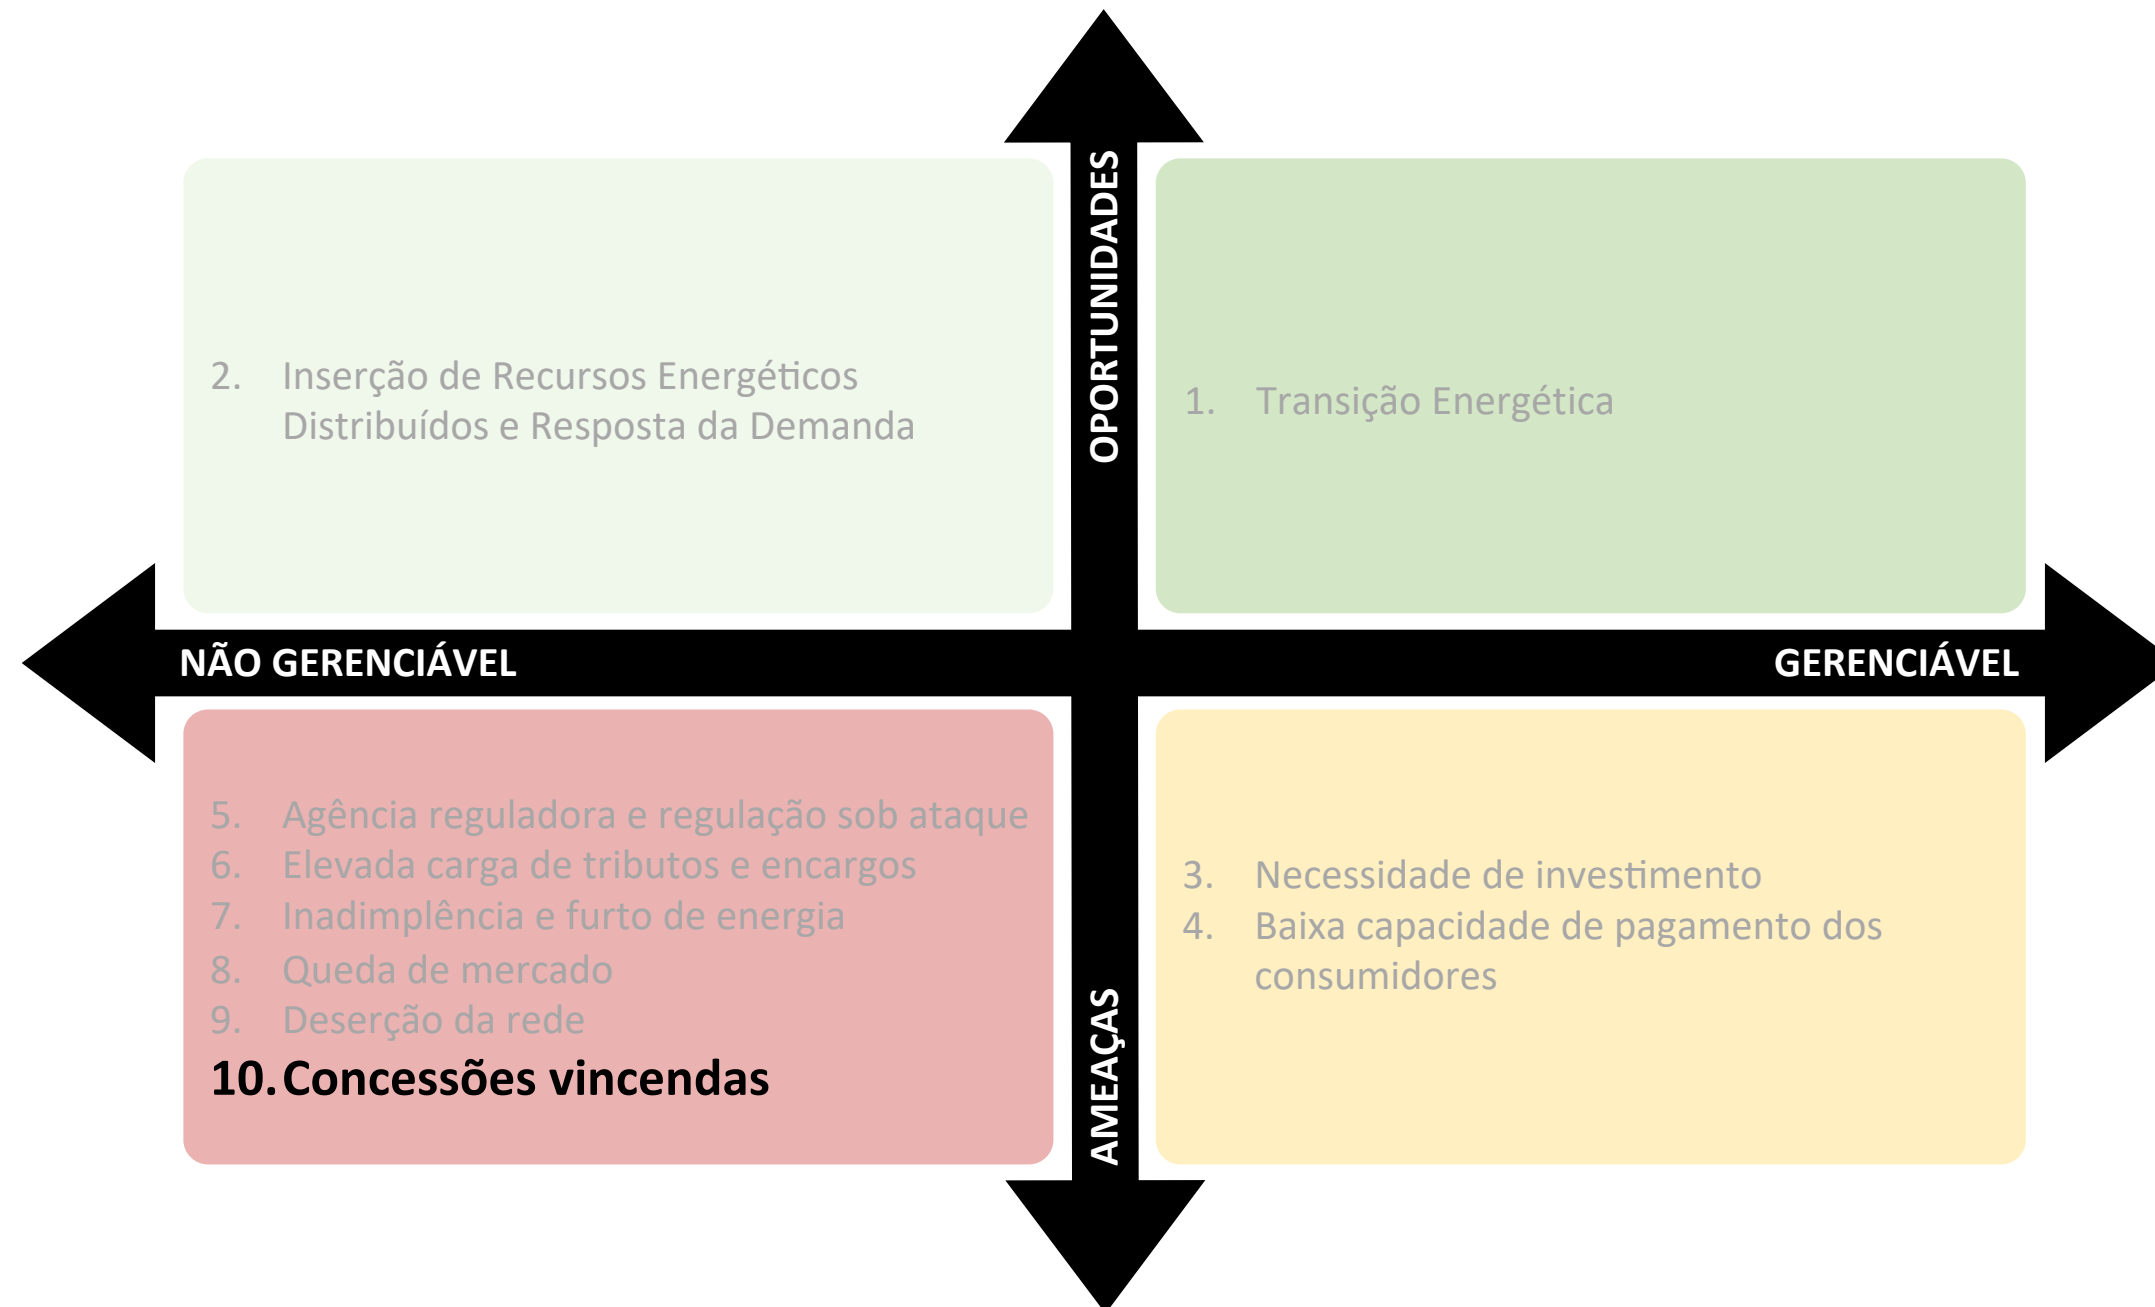 OPORTUNIDADES
2. Inserção de Recursos Energéticos
Distribuídos e Resposta da Demanda
1. Transição Energética
NÃO GERENCIÁVEL
GERENCIÁVEL
5. Agência reguladora e regulação sob ataque
6. Elevada carga de tributos e encargos
7. Inadimplência e furto de energia
8. Queda de mercado
9. Deserção da rede
10. Concessões vincendas
AMEAÇAS
3. Necessidade de investimento
4. Baixa capacidade de pagamento dos
consumidores